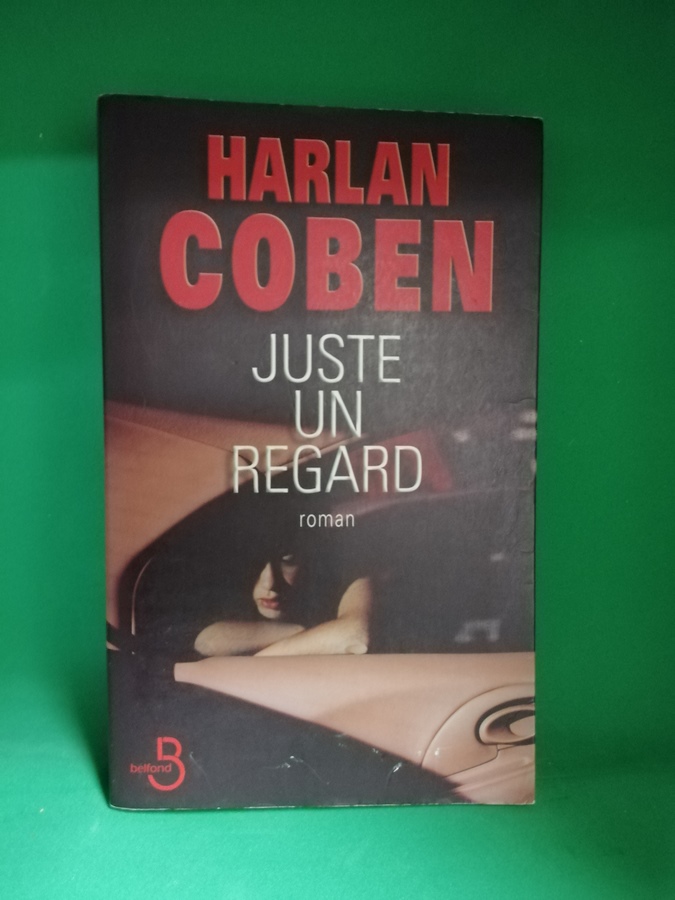 HARLAN
COBEN
JUSTE
UN
REGARD
roman
belfond
B